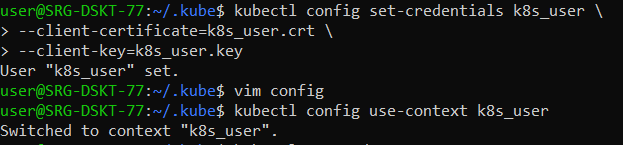 user@SRG-DSKT-77:~/.kube$ kubectl config set-credentials k8s_user \
> --client-certificate=k8s_user.crt \
> --client-key=k8s_user.key
User "k8s_user" set.
user@SRG-DSKT-77:~/.kube$ vim config
user@SRG-DSKT-77:~/.kube$ kubectl config use-context k8s_user
Switched to context "k8s_user".